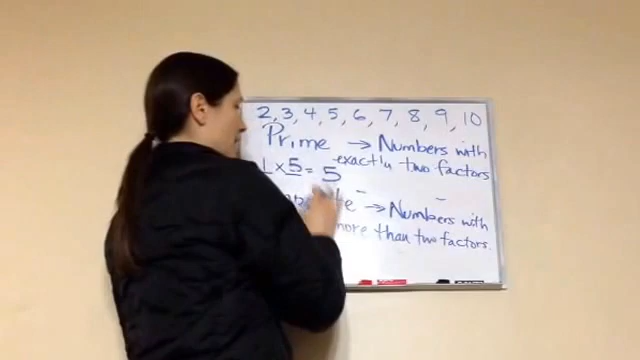 2, 3, 4, 5, 6, 7, 8, 9, 10
Prime → Numbers with
exactly two factors
1 x 5 = 5
→ Numbers with
more than two factors.